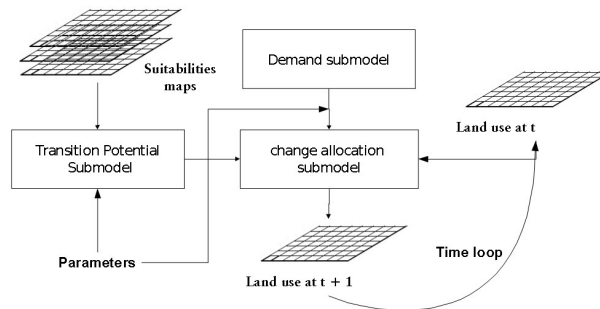 Suitabilities
maps
Demand submodel
Land use at t
Transition Potential
Submodel
change allocation
submodel
Parameters
Time loop
Land use at t + 1